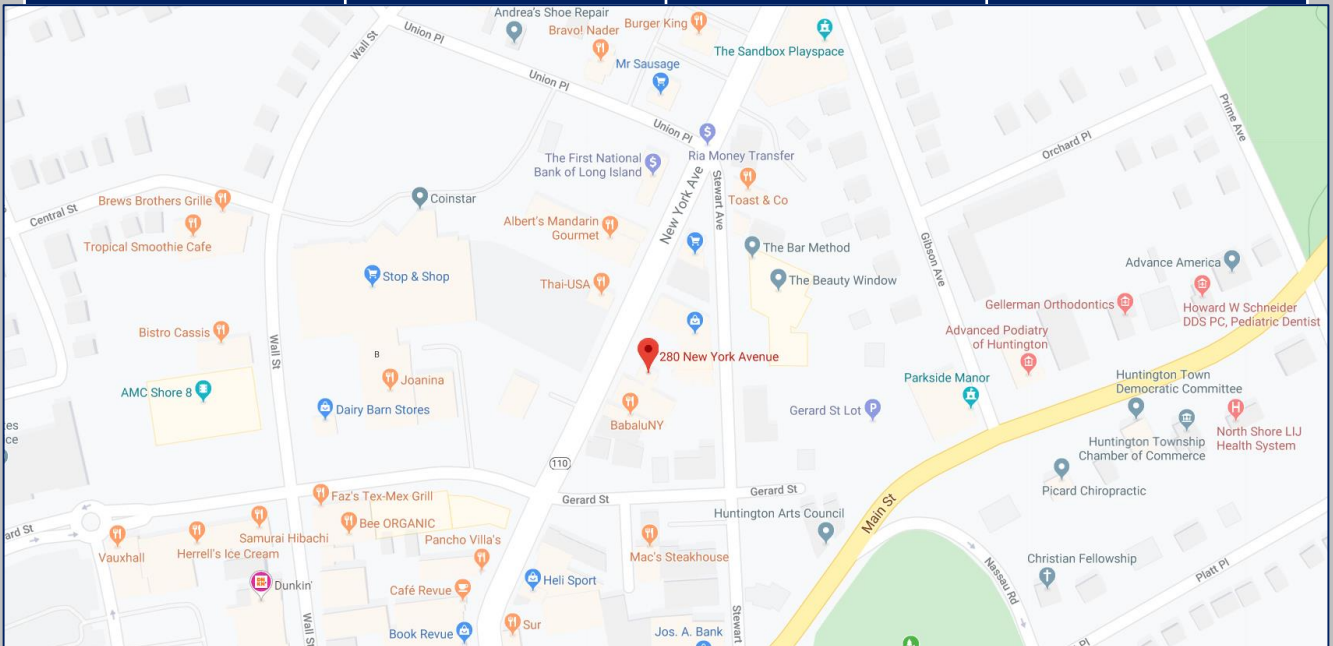 Andrea's Shoe Repair
Burger King
Bravo! Nader
Wall St
Union Pl
The Sandbox Playspace
Mr Sausage
Union Pl
Prime Ave
Union Pl
Ria Money Transfer
Orchard Pl
The First National
Bank of Long Island
Toast & Co
Stewart Ave
New York Ave
Central St
Brews Brothers Grille
Coinstar
Albert's Mandarin
Gourmet
Tropical Smoothie Cafe
The Bar Method
Gibson Ave
Advance America
Stop & Shop
Thai-USA
The Beauty Window
Gellerman Orthodontics
Howard W Schneider
DDS PC, Pediatric Dentist
Bistro Cassis
Wall St
B
280 New York Avenue
Advanced Podiatry
of Huntington
AMC Shore 8
Joanina
Parkside Manor
Huntington Town
Democratic Committee
Dairy Barn Stores
BabaluNY
Gerard St Lot
P
Huntington Township
Chamber of Commerce
H
North Shore LIJ
Health System
110
Picard Chiropractic
Faz's Tex-Mex Grill
Gerard St
Gerard St
Main St
Bee ORGANIC
Huntington Arts Council
ard St
Vauxhall
Herrell's Ice Cream
Samurai Hibachi
Pancho Villa's
Mac's Steakhouse
Christian Fellowship
Nassau Rd
Platt Pl
Dunkin'
Café Revue
Heli Sport
Wall St
Book Revue
Sur
Jos. A. Bank
Stewart
Pl